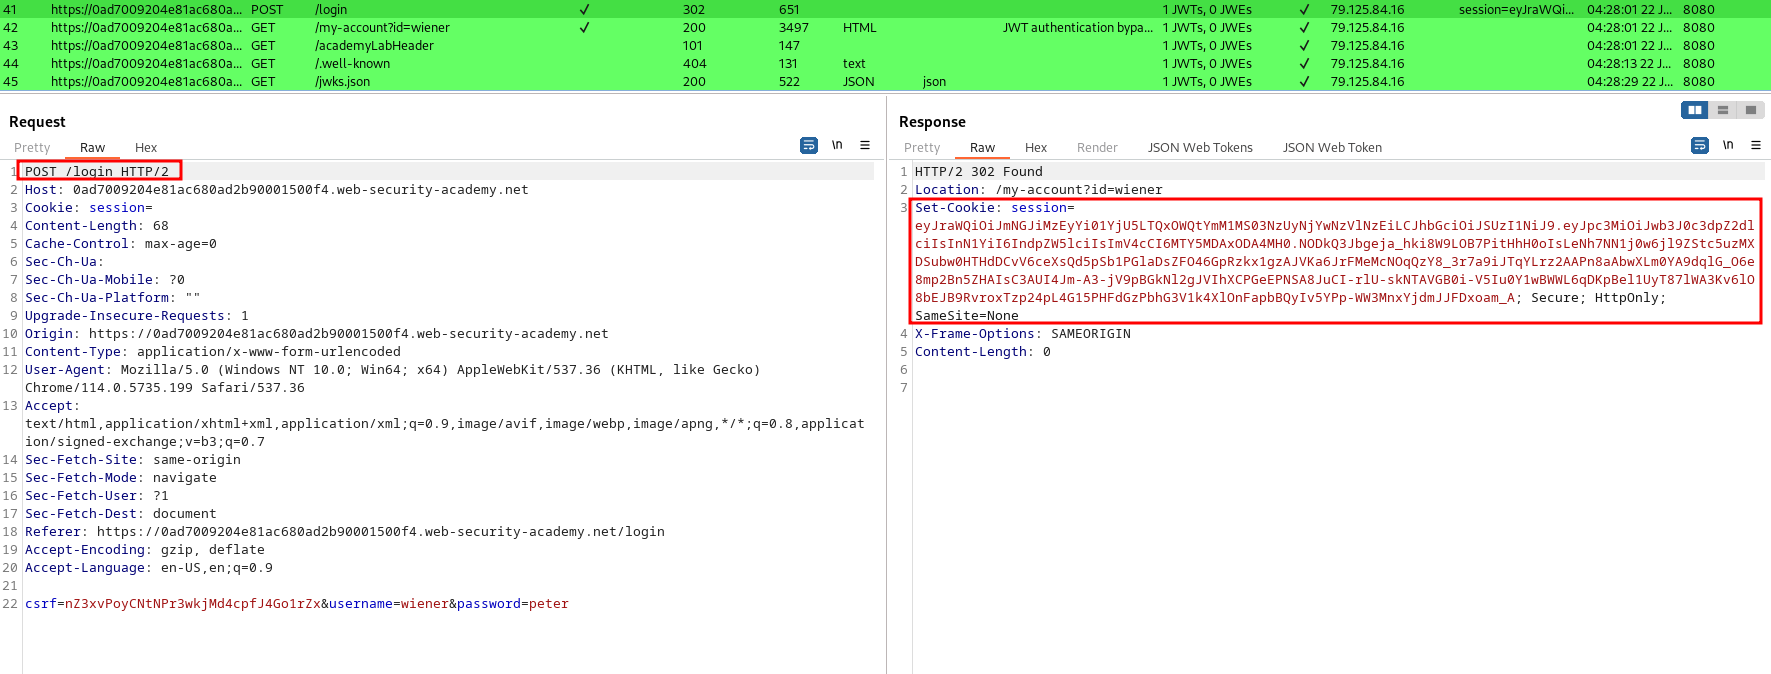 41 https://0ad7009204e81ac680a... POST /login ✓ 302 651 1 JWTs, 0 JWEs ✓ 79.125.84.16 session=eyJraWQi... 04:28:01 22 J... 8080
42 https://0ad7009204e81ac680a... GET /my-account?id=wiener ✓ 200 3497 HTML JWT authentication bypa... 1 JWTs, 0 JWEs ✓ 79.125.84.16 04:28:01 22 J... 8080
43 https://0ad7009204e81ac680a... GET /academyLabHeader 101 147 1 JWTs, 0 JWEs ✓ 79.125.84.16 04:28:01 22 J... 8080
44 https://0ad7009204e81ac680a... GET /.well-known 404 131 text 1 JWTs, 0 JWEs ✓ 79.125.84.16 04:28:13 22 J... 8080
45 https://0ad7009204e81ac680a... GET /jwks.json 200 522 JSON json 1 JWTs, 0 JWEs ✓ 79.125.84.16 04:28:29 22 J... 8080
Request
Pretty Raw Hex \n
1 POST /login HTTP/2
2 Host: 0ad7009204e81ac680ad2b90001500f4.web-security-academy.net
3 Cookie: session=
4 Content-Length: 68
5 Cache-Control: max-age=0
6 Sec-Ch-Ua:
7 Sec-Ch-Ua-Mobile: ?0
8 Sec-Ch-Ua-Platform: ""
9 Upgrade-Insecure-Requests: 1
10 Origin: https://0ad7009204e81ac680ad2b90001500f4.web-security-academy.net
11 Content-Type: application/x-www-form-urlencoded
12 User-Agent: Mozilla/5.0 (Windows NT 10.0; Win64; x64) AppleWebKit/537.36 (KHTML, like Gecko)
Chrome/114.0.5735.199 Safari/537.36
13 Accept:
text/html,application/xhtml+xml,application/xml;q=0.9,image/avif,image/webp,image/apng,*/*;q=0.8,applicat
ion/signed-exchange;v=b3;q=0.7
14 Sec-Fetch-Site: same-origin
15 Sec-Fetch-Mode: navigate
16 Sec-Fetch-User: ?1
17 Sec-Fetch-Dest: document
18 Referer: https://0ad7009204e81ac680ad2b90001500f4.web-security-academy.net/login
19 Accept-Encoding: gzip, deflate
20 Accept-Language: en-US,en;q=0.9
21
22 csrf=nZ3xvPoyCNtNPr3wkjMd4cpfJ4Go1rZx&username=wiener&password=peter
Response
Pretty Raw Hex Render JSON Web Tokens JSON Web Token \n
1 HTTP/2 302 Found
2 Location: /my-account?id=wiener
3 Set-Cookie: session=
eyJraWQiOiJmNGJiMzEyYi01YjU5LTQxOWQtYmM1MS03NzUyNjYwNzVlNzEiLCJhbGciOiJSUzI1NiJ9.eyJpc3MiOiJwb3J0c3dpZ2dl
ciIsInN1YiI6IndpZW5lciIsImV4cCI6MTY5MDAxODA4MH0.NODkQ3Jbgeja_hki8W9LOB7PitHhH0oIsLeNh7NN1j0w6jl9ZStc5uzMX
DSubw0HTHdDCvV6ceXsQd5pSb1PGlaDsZFO46GpRzkx1gzAJVKa6JrFMeMcNOqQzY8_3r7a9iJTqYLrz2AAPn8aAbwXLm0YA9dqlG_O6e
8mp2Bn5ZHAIsC3AUI4Jm-A3-jV9pBGkNl2gJVIhXCPGeEPNSA8JuCI-rlU-skNTAVGB0i-V5Iu0Y1wBWWL6qDKpBel1UyT87lWA3Kv6lO
8bEJB9RvroxTzp24pL4G15PHFdGzPbhG3V1k4XlOnFapbBQyIv5YPp-WW3MnxYjdmJJFDxoam_A; Secure; HttpOnly;
SameSite=None
4 X-Frame-Options: SAMEORIGIN
5 Content-Length: 0
6
7